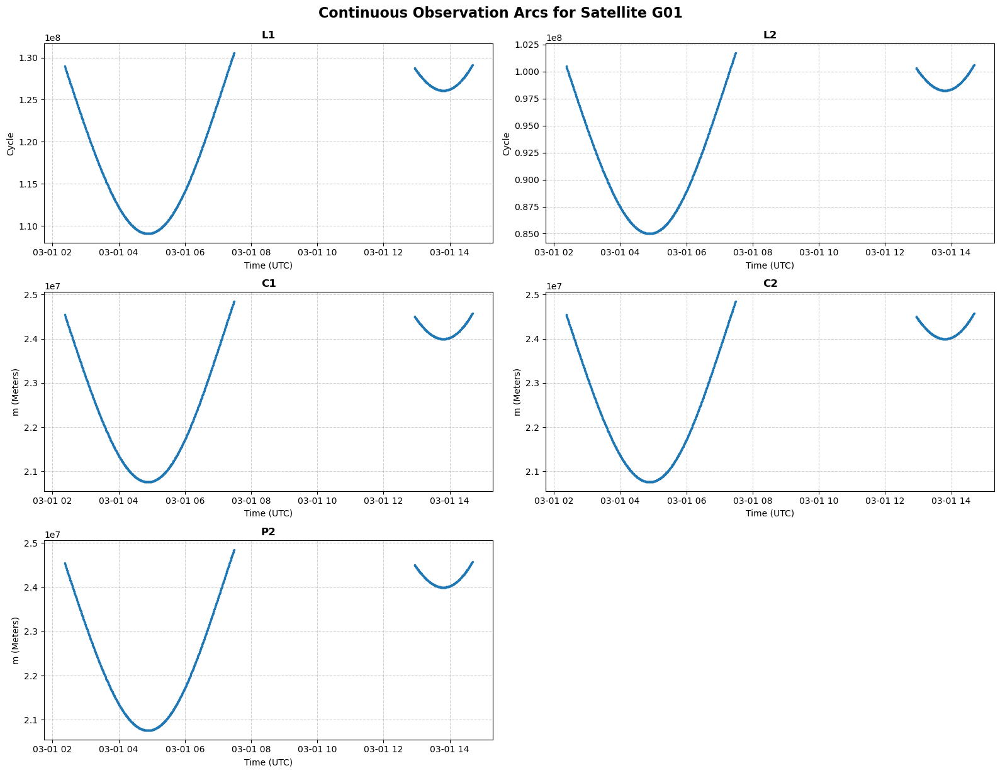 Continuous Observation Arcs for Satellite G01
L1
1e8
1.30
1.25
1.20
1.15
1.10
Cycle
03-01 02 03-01 04 03-01 06 03-01 08 03-01 10 03-01 12 03-01 14
Time (UTC)
L2
1e8
1.025
1.000
0.975
0.950
0.925
0.900
0.875
0.850
Cycle
03-01 02 03-01 04 03-01 06 03-01 08 03-01 10 03-01 12 03-01 14
Time (UTC)
C1
1e7
2.5
2.4
2.3
2.2
2.1
m (Meters)
03-01 02 03-01 04 03-01 06 03-01 08 03-01 10 03-01 12 03-01 14
Time (UTC)
C2
1e7
2.5
2.4
2.3
2.2
2.1
m (Meters)
03-01 02 03-01 04 03-01 06 03-01 08 03-01 10 03-01 12 03-01 14
Time (UTC)
P2
1e7
2.5
2.4
2.3
2.2
2.1
m (Meters)
03-01 02 03-01 04 03-01 06 03-01 08 03-01 10 03-01 12 03-01 14
Time (UTC)